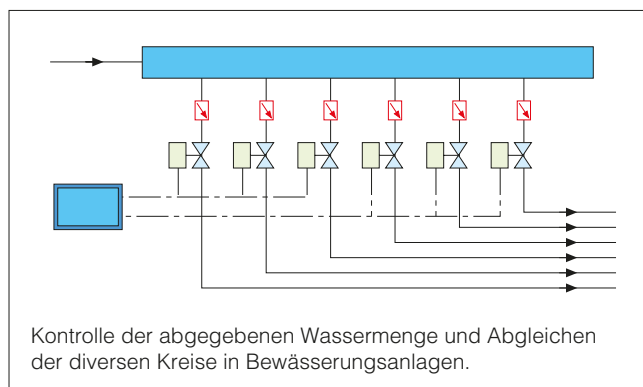 Kontrolle der abgegebenen Wassermenge und Abgleichen
der diversen Kreise in Bewässerungsanlagen.